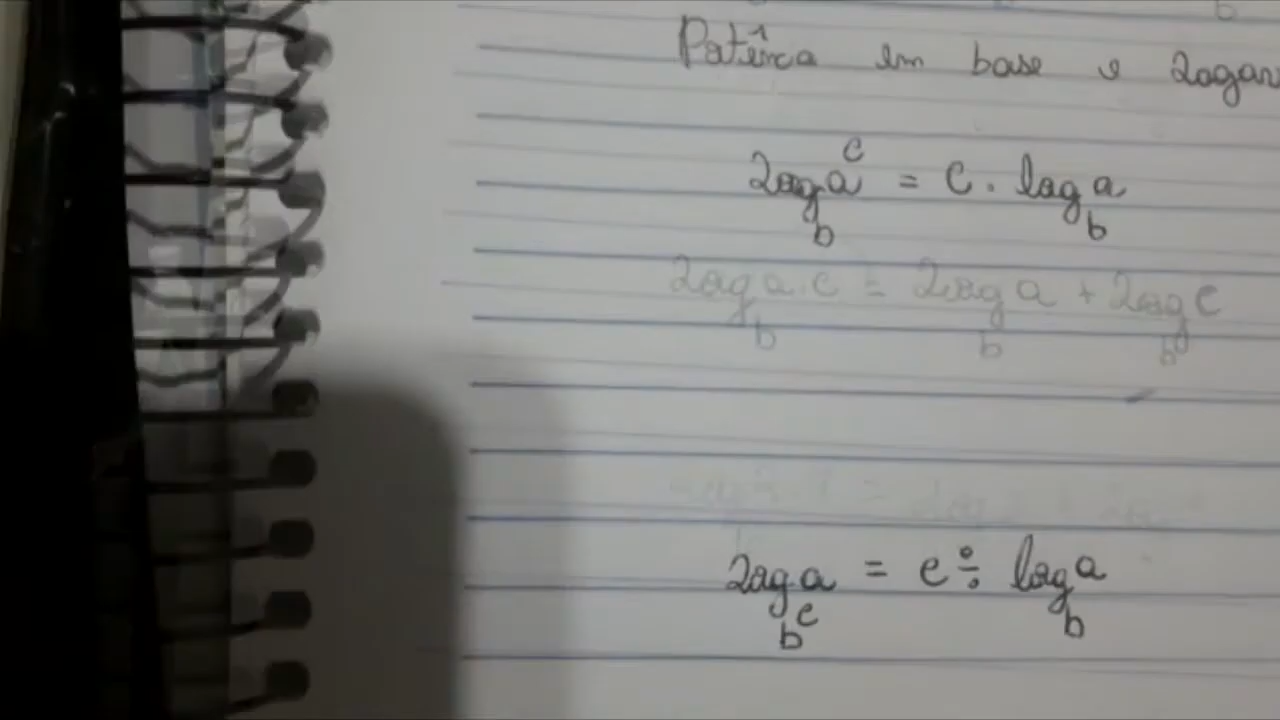 Potência em base e
log_b a^c = c . log_b a
log_b a . c = log_b a + log_b c
log_{b^c} a = c ÷ log_b a